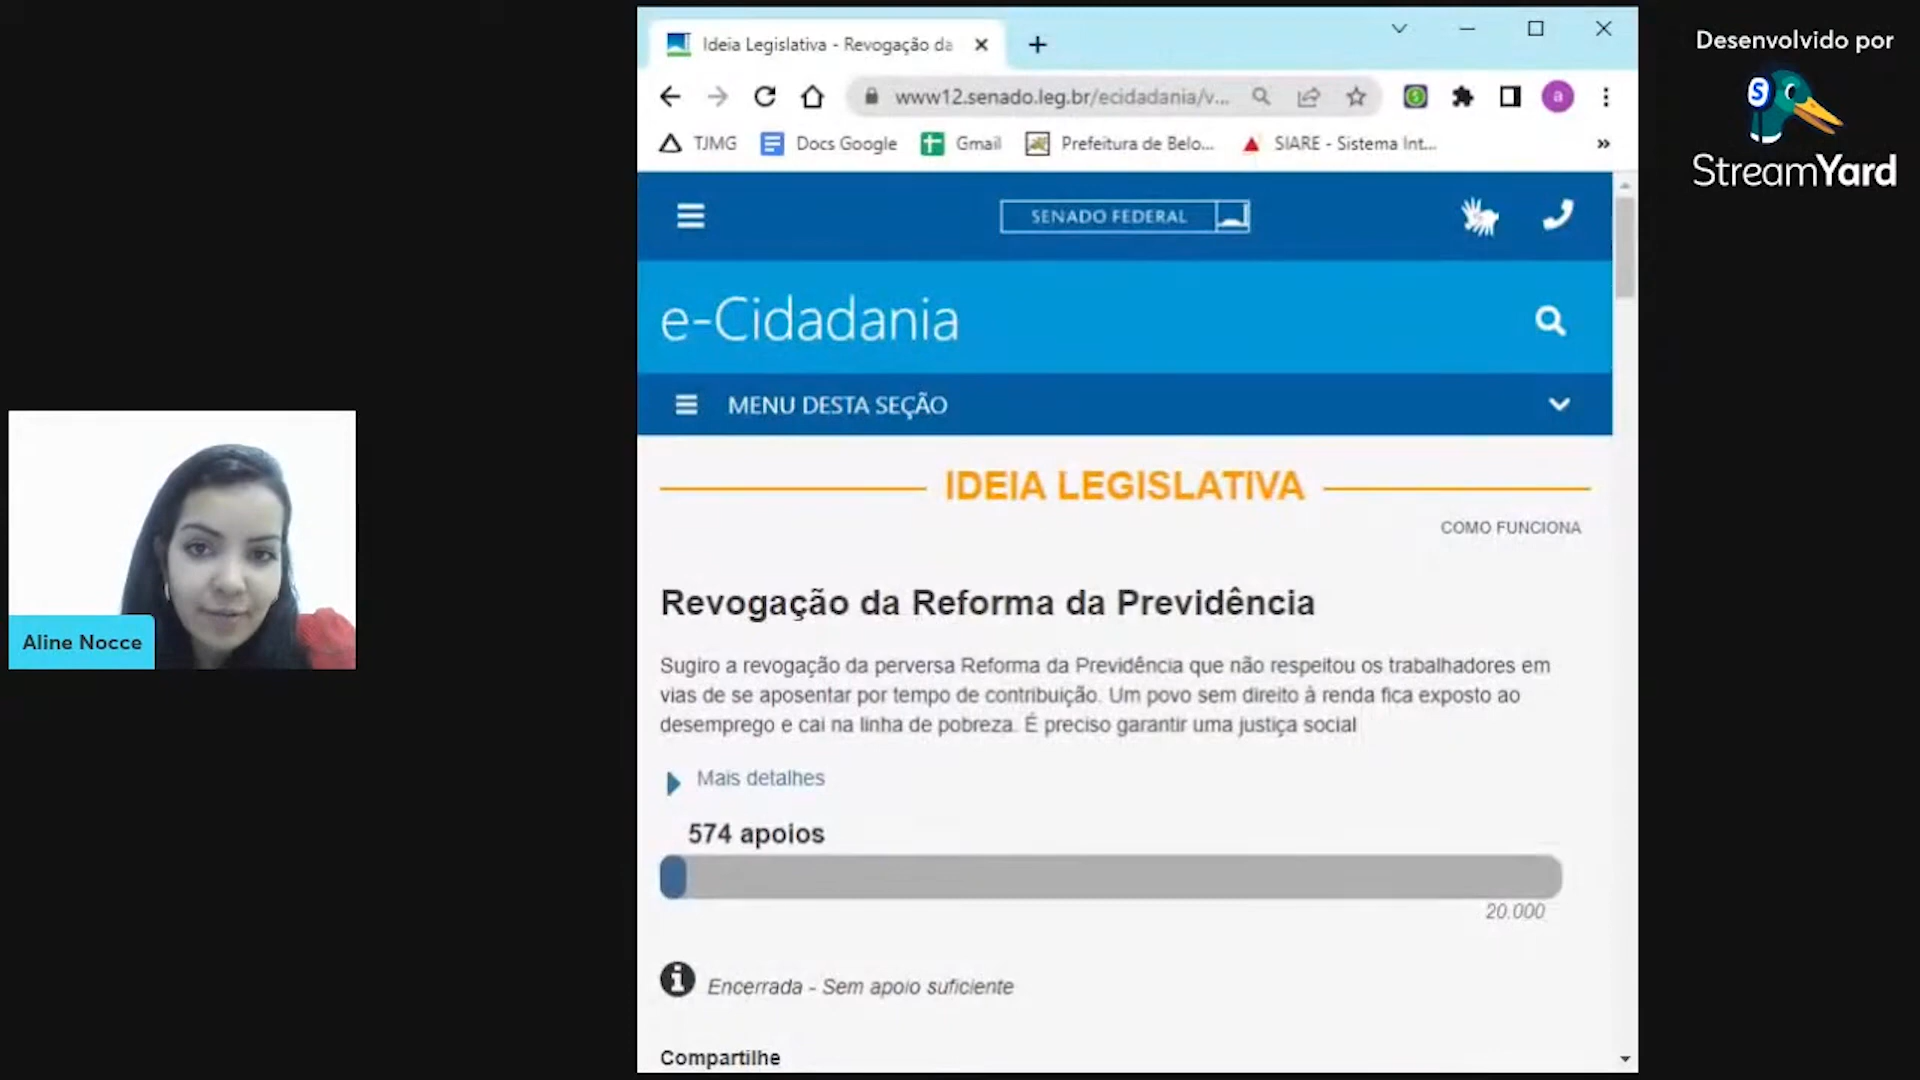 Ideia Legislativa - Revogação da
www12.senado.leg.br/ecidadania/v...
a
TJMG
Docs Google
Gmail
Prefeitura de Belo...
SIARE - Sistema Int...
»
SENADO FEDERAL
e-Cidadania
MENU DESTA SEÇÃO
IDEIA LEGISLATIVA
COMO FUNCIONA
Revogação da Reforma da Previdência
Sugiro a revogação da perversa Reforma da Previdência que não respeitou os trabalhadores em
vias de se aposentar por tempo de contribuição. Um povo sem direito à renda fica exposto ao
desemprego e cai na linha de pobreza. É preciso garantir uma justiça social
Mais detalhes
574 apoios
20.000
Encerrada - Sem apoio suficiente
Compartilhe
Aline Nocce
Desenvolvido por
S
StreamYard